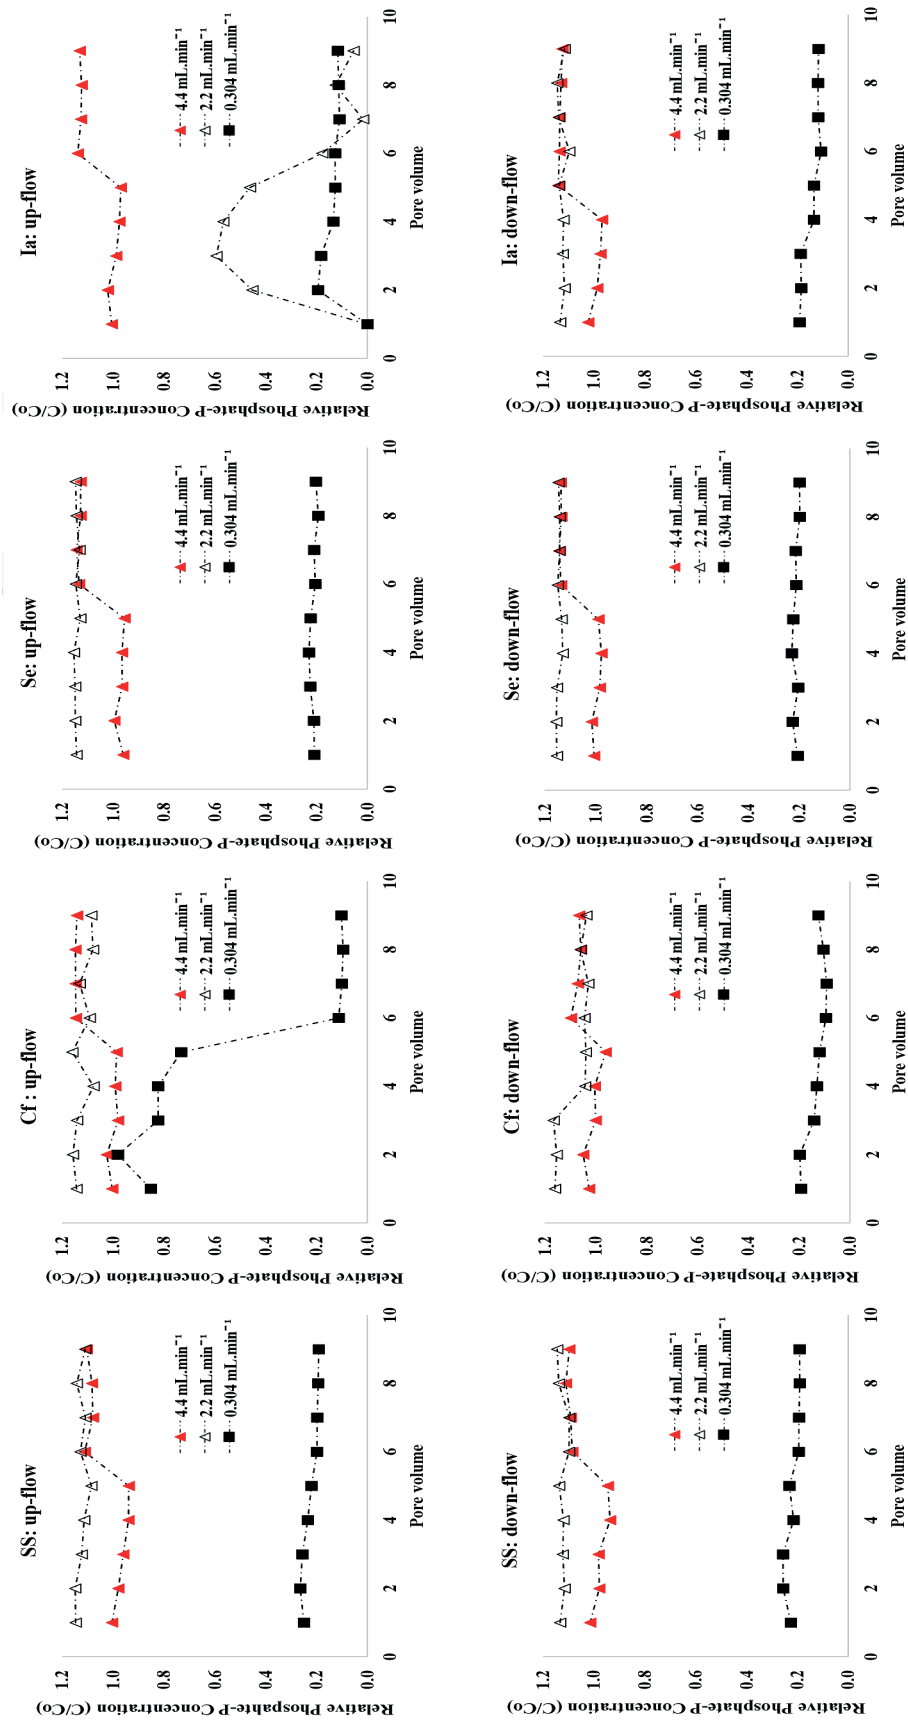 SS: up-flow
Relative Phospahte-P Concentration (C/Co)
1.2
1.0
0.8
0.6
0.4
0.2
0.0
4.4 mL.min⁻¹
2.2 mL.min⁻¹
0.304 mL.min⁻¹
0 2 4 6 8 10
Pore volume
Cf : up-flow
Relative Phosphate-P Concentration (C/Co)
1.2
1.0
0.8
0.6
0.4
0.2
0.0
4.4 mL.min⁻¹
2.2 mL.min⁻¹
0.304 mL.min⁻¹
0 2 4 6 8 10
Pore volume
Se: up-flow
Relative Phosphate-P Concentration (C/Co)
1.2
1.0
0.8
0.6
0.4
0.2
0.0
4.4 mL.min⁻¹
2.2 mL.min⁻¹
0.304 mL.min⁻¹
0 2 4 6 8 10
Pore volume
Ia: up-flow
Relative Phosphate-P Concentration (C/Co)
1.2
1.0
0.8
0.6
0.4
0.2
0.0
4.4 mL.min⁻¹
2.2 mL.min⁻¹
0.304 mL.min⁻¹
0 2 4 6 8 10
Pore volume
SS: down-flow
Relative Phospahte-P Concentration (C/Co)
1.2
1.0
0.8
0.6
0.4
0.2
0.0
4.4 mL.min⁻¹
2.2 mL.min⁻¹
0.304 mL.min⁻¹
0 2 4 6 8 10
Pore volume
Cf: down-flow
Relative Phosphate-P Concentration (C/Co)
1.2
1.0
0.8
0.6
0.4
0.2
0.0
4.4 mL.min⁻¹
2.2 mL.min⁻¹
0.304 mL.min⁻¹
0 2 4 6 8 10
Pore volume
Se: down-flow
Relative Phosphate-P Concentration (C/Co)
1.2
1.0
0.8
0.6
0.4
0.2
0.0
4.4 mL.min⁻¹
2.2 mL.min⁻¹
0.304 mL.min⁻¹
0 2 4 6 8 10
Pore volume
Ia: down-flow
Relative Phosphate-P Concentration (C/Co)
1.2
1.0
0.8
0.6
0.4
0.2
0.0
4.4 mL.min⁻¹
2.2 mL.min⁻¹
0.304 mL.min⁻¹
0 2 4 6 8 10
Pore volume